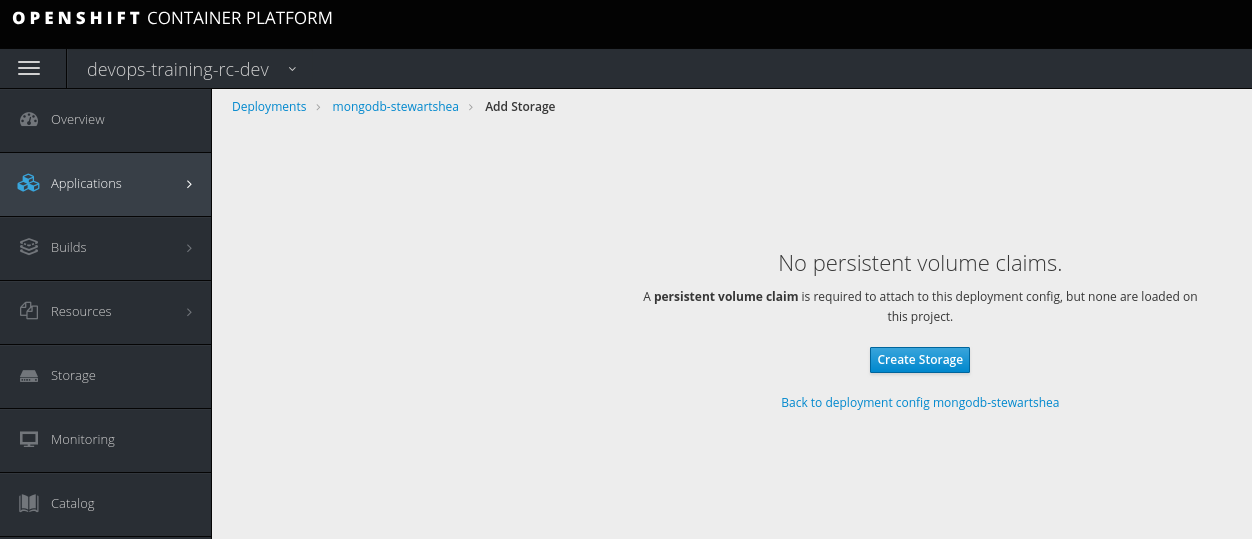 OPENSHIFT CONTAINER PLATFORM
devops-training-rc-dev
Overview
Applications
Builds
Resources
Storage
Monitoring
Catalog
Deployments > mongodb-stewartshea > Add Storage
No persistent volume claims.
A persistent volume claim is required to attach to this deployment config, but none are loaded on
this project.
Create Storage
Back to deployment config mongodb-stewartshea